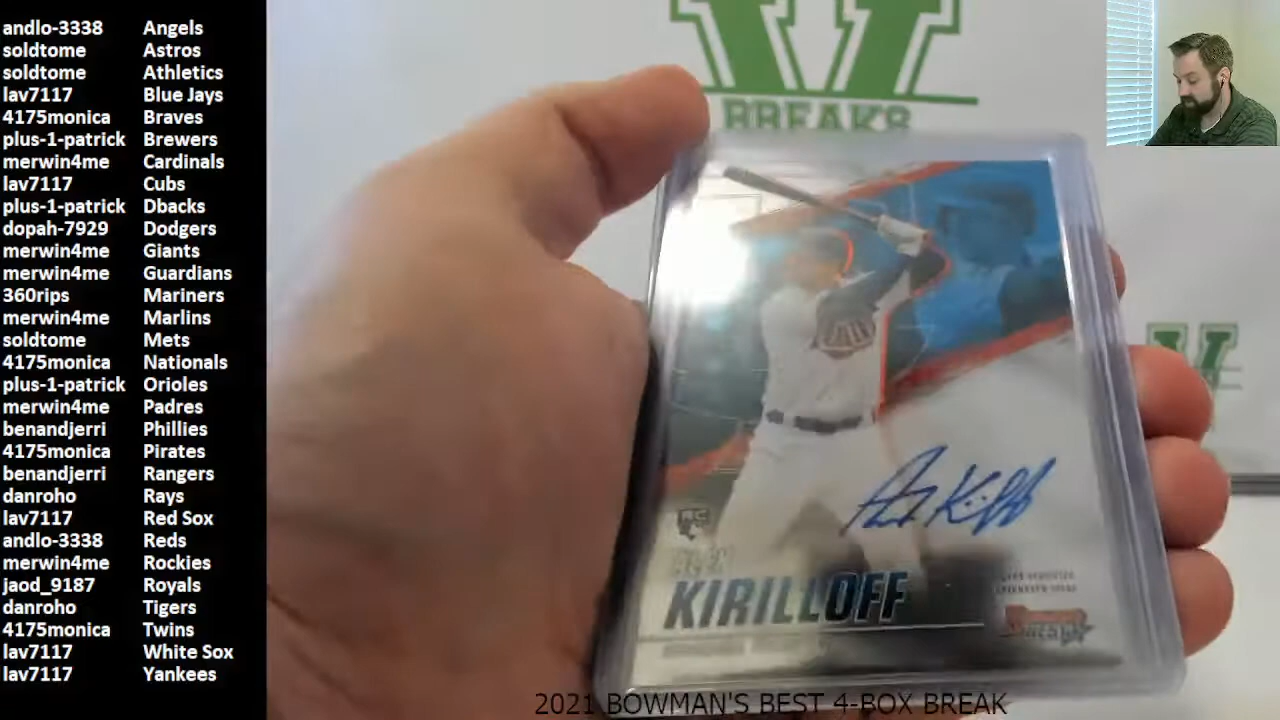 andlo-3338 Angels
soldtome Astros
soldtome Athletics
lav7117 Blue Jays
4175monica Braves
plus-1-patrick Brewers
merwin4me Cardinals
lav7117 Cubs
plus-1-patrick Dbacks
dopah-7929 Dodgers
merwin4me Giants
merwin4me Guardians
360rips Mariners
merwin4me Marlins
soldtome Mets
4175monica Nationals
plus-1-patrick Orioles
merwin4me Padres
benandjerri Phillies
4175monica Pirates
benandjerri Rangers
danroho Rays
lav7117 Red Sox
andlo-3338 Reds
merwin4me Rockies
jaod_9187 Royals
danroho Tigers
4175monica Twins
lav7117 White Sox
lav7117 Yankees
V
BREAKS
RC
KIRILLOFF
2021 BOWMAN'S BEST 4-BOX BREAK